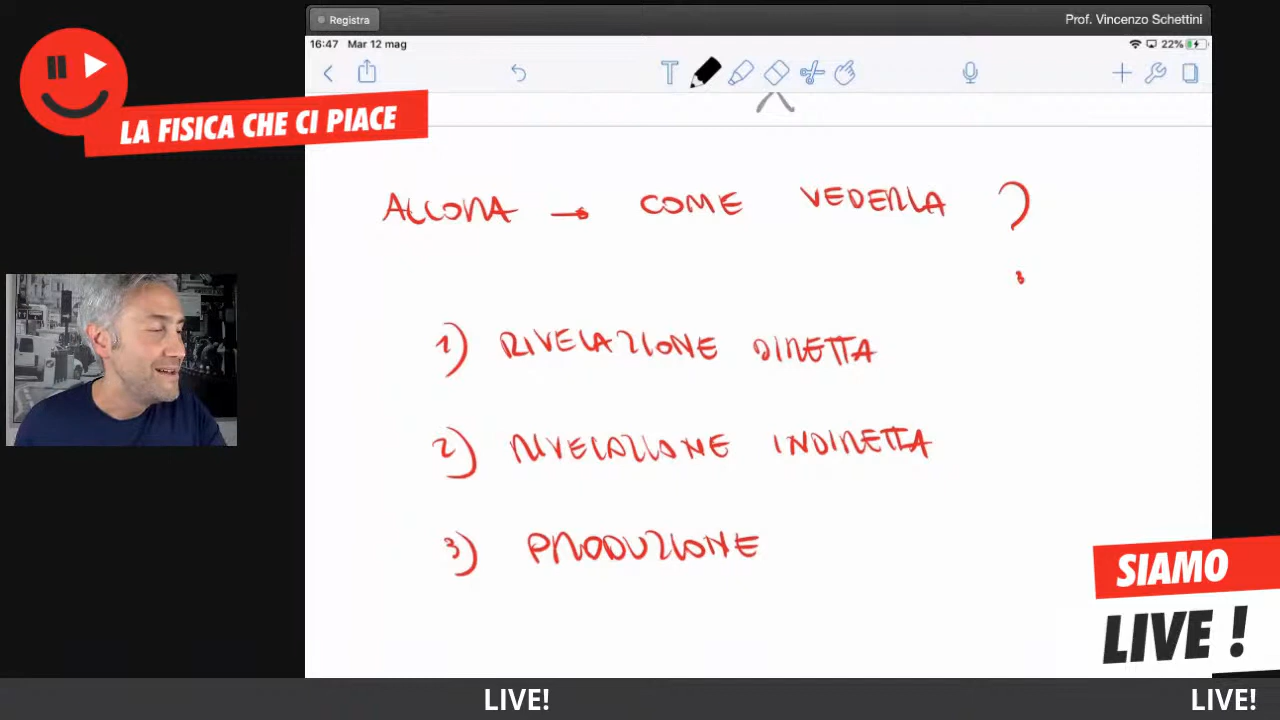 Registra
Prof. Vincenzo Schettini
16:47 Mar 12 mag
22%
LA FISICA CHE CI PIACE
ALLORA → COME VEDERLA ?
1) RIVELAZIONE DIRETTA
2) RIVELAZIONE INDIRETTA
3) PRODUZIONE
SIAMO
LIVE !
LIVE!
LIVE!